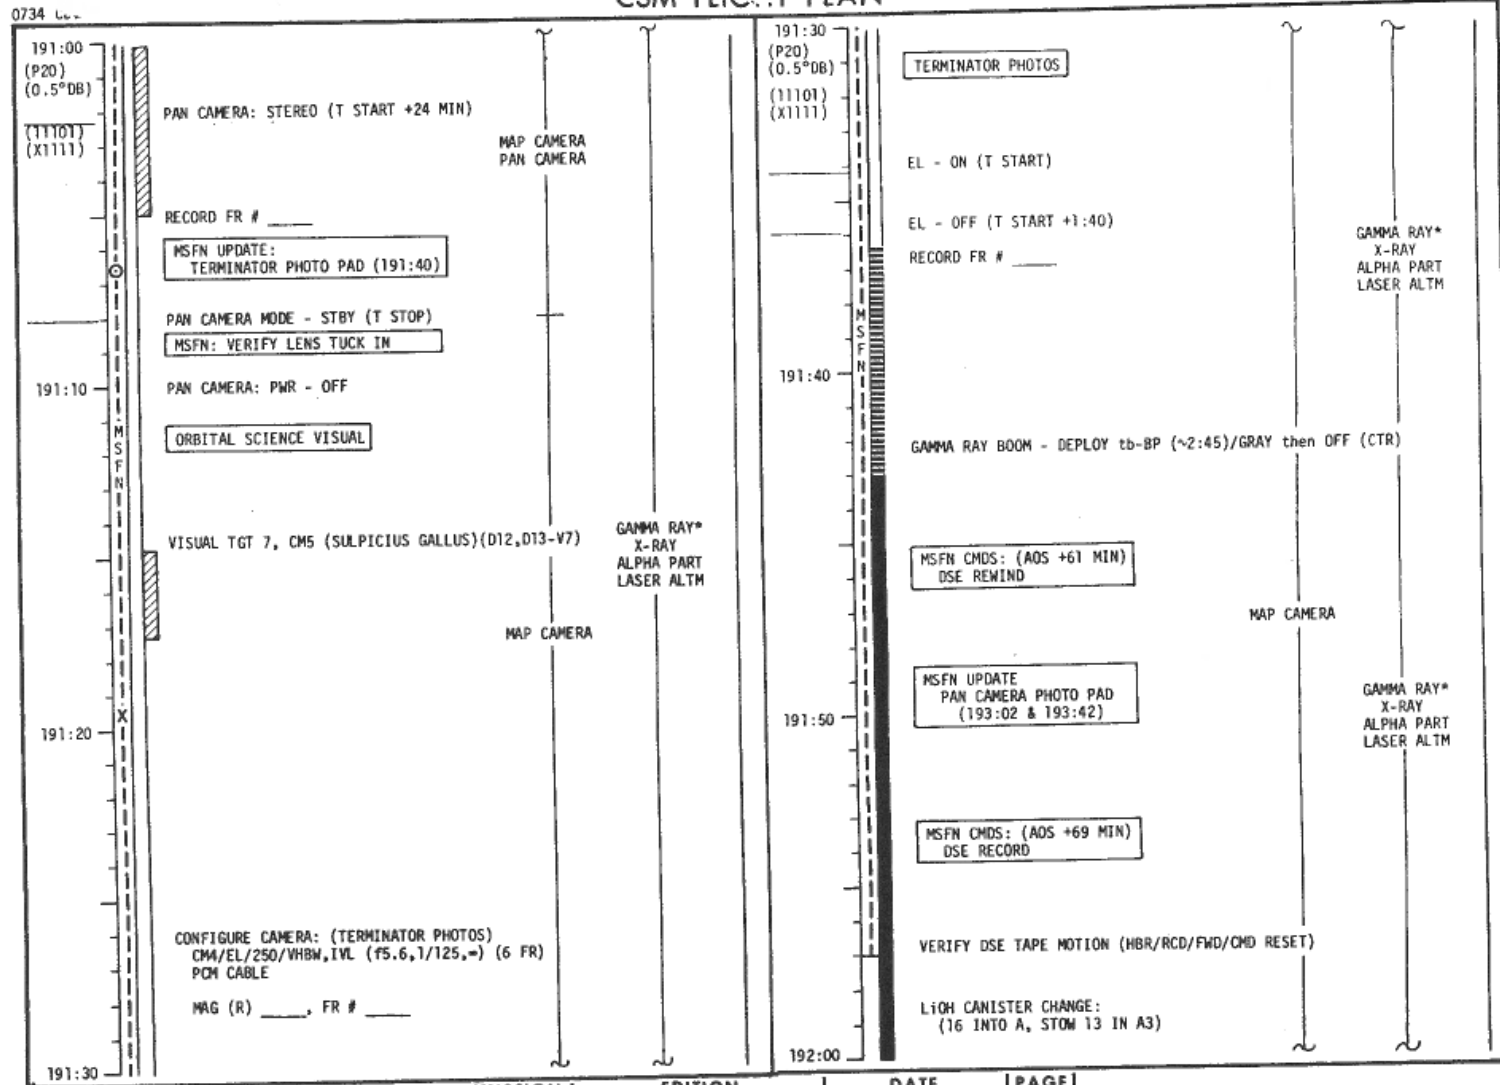 0734
CSM FLIGHT PLAN
191:00
(P20)
(0.5°DB)
(11101)
(X1111)
PAN CAMERA: STEREO (T START +24 MIN)
MAP CAMERA
PAN CAMERA
RECORD FR # _____
MSFN UPDATE:
TERMINATOR PHOTO PAD (191:40)
PAN CAMERA MODE - STBY (T STOP)
MSFN: VERIFY LENS TUCK IN
191:10
PAN CAMERA: PWR - OFF
MSFN
ORBITAL SCIENCE VISUAL
VISUAL TGT 7, CM5 (SULPICIUS GALLUS)(D12,D13-V7)
GAMMA RAY*
X-RAY
ALPHA PART
LASER ALTM
MAP CAMERA
X
191:20
CONFIGURE CAMERA: (TERMINATOR PHOTOS)
CM4/EL/250/VHBW,IVL (f5.6,1/125,∞) (6 FR)
PCM CABLE
MAG (R) _____, FR # _____
191:30
191:30
(P20)
(0.5°DB)
(11101)
(X1111)
TERMINATOR PHOTOS
EL - ON (T START)
EL - OFF (T START +1:40)
RECORD FR # _____
GAMMA RAY*
X-RAY
ALPHA PART
LASER ALTM
MSFN
191:40
GAMMA RAY BOOM - DEPLOY tb-BP (~2:45)/GRAY then OFF (CTR)
MSFN CMDS: (AOS +61 MIN)
DSE REWIND
MAP CAMERA
MSFN UPDATE
PAN CAMERA PHOTO PAD
(193:02 & 193:42)
191:50
GAMMA RAY*
X-RAY
ALPHA PART
LASER ALTM
MSFN CMDS: (AOS +69 MIN)
DSE RECORD
VERIFY DSE TAPE MOTION (HBR/RCD/FWD/CMD RESET)
LiOH CANISTER CHANGE:
(16 INTO A, STOW 13 IN A3)
192:00
EDITION
DATE
PAGE